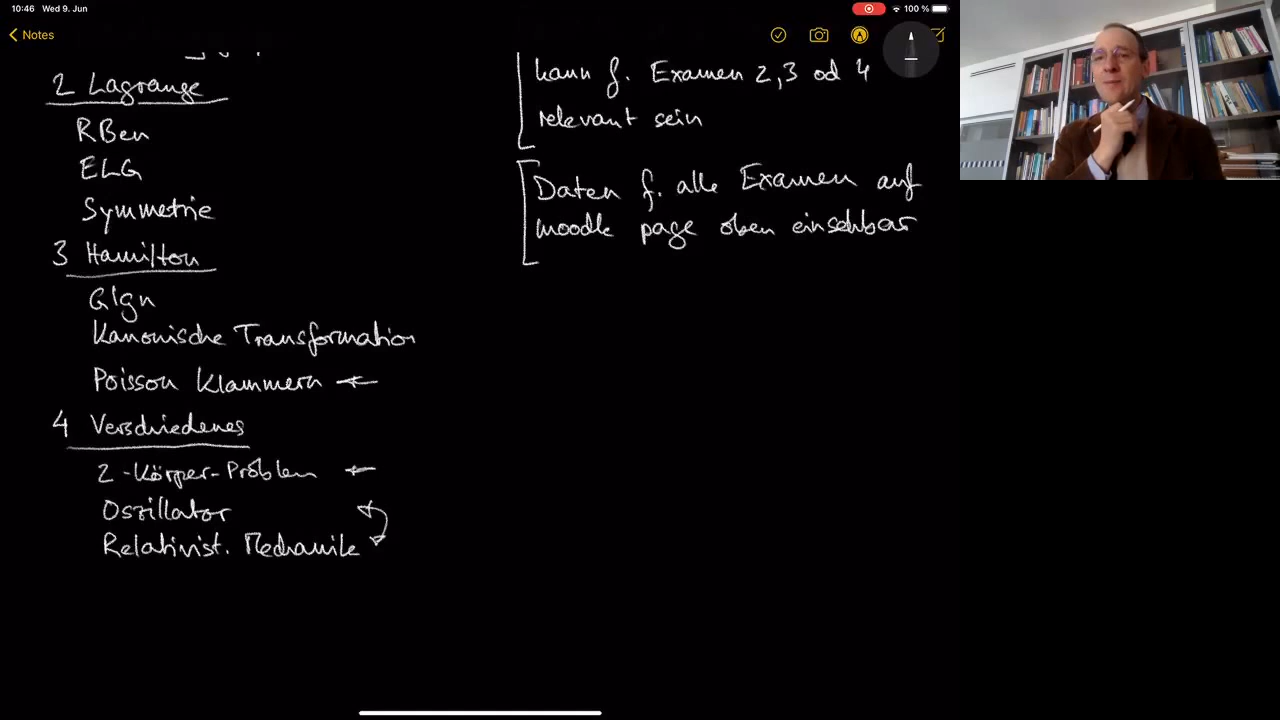 10:46 Wed 9. Jun
100 %
Notes
2 Lagrange
RBen
ELG
Symmetrie
3 Hamilton
Glgn
Kanonische Transformation
Poisson Klammern ←
4 Verschiedenes
2-Körper-Problem ←
Oszillator
Relativist. Mechanik
kann f. Examen 2, 3 od 4
relevant sein
Daten f. alle Examen auf
moodle page oben einsehbar